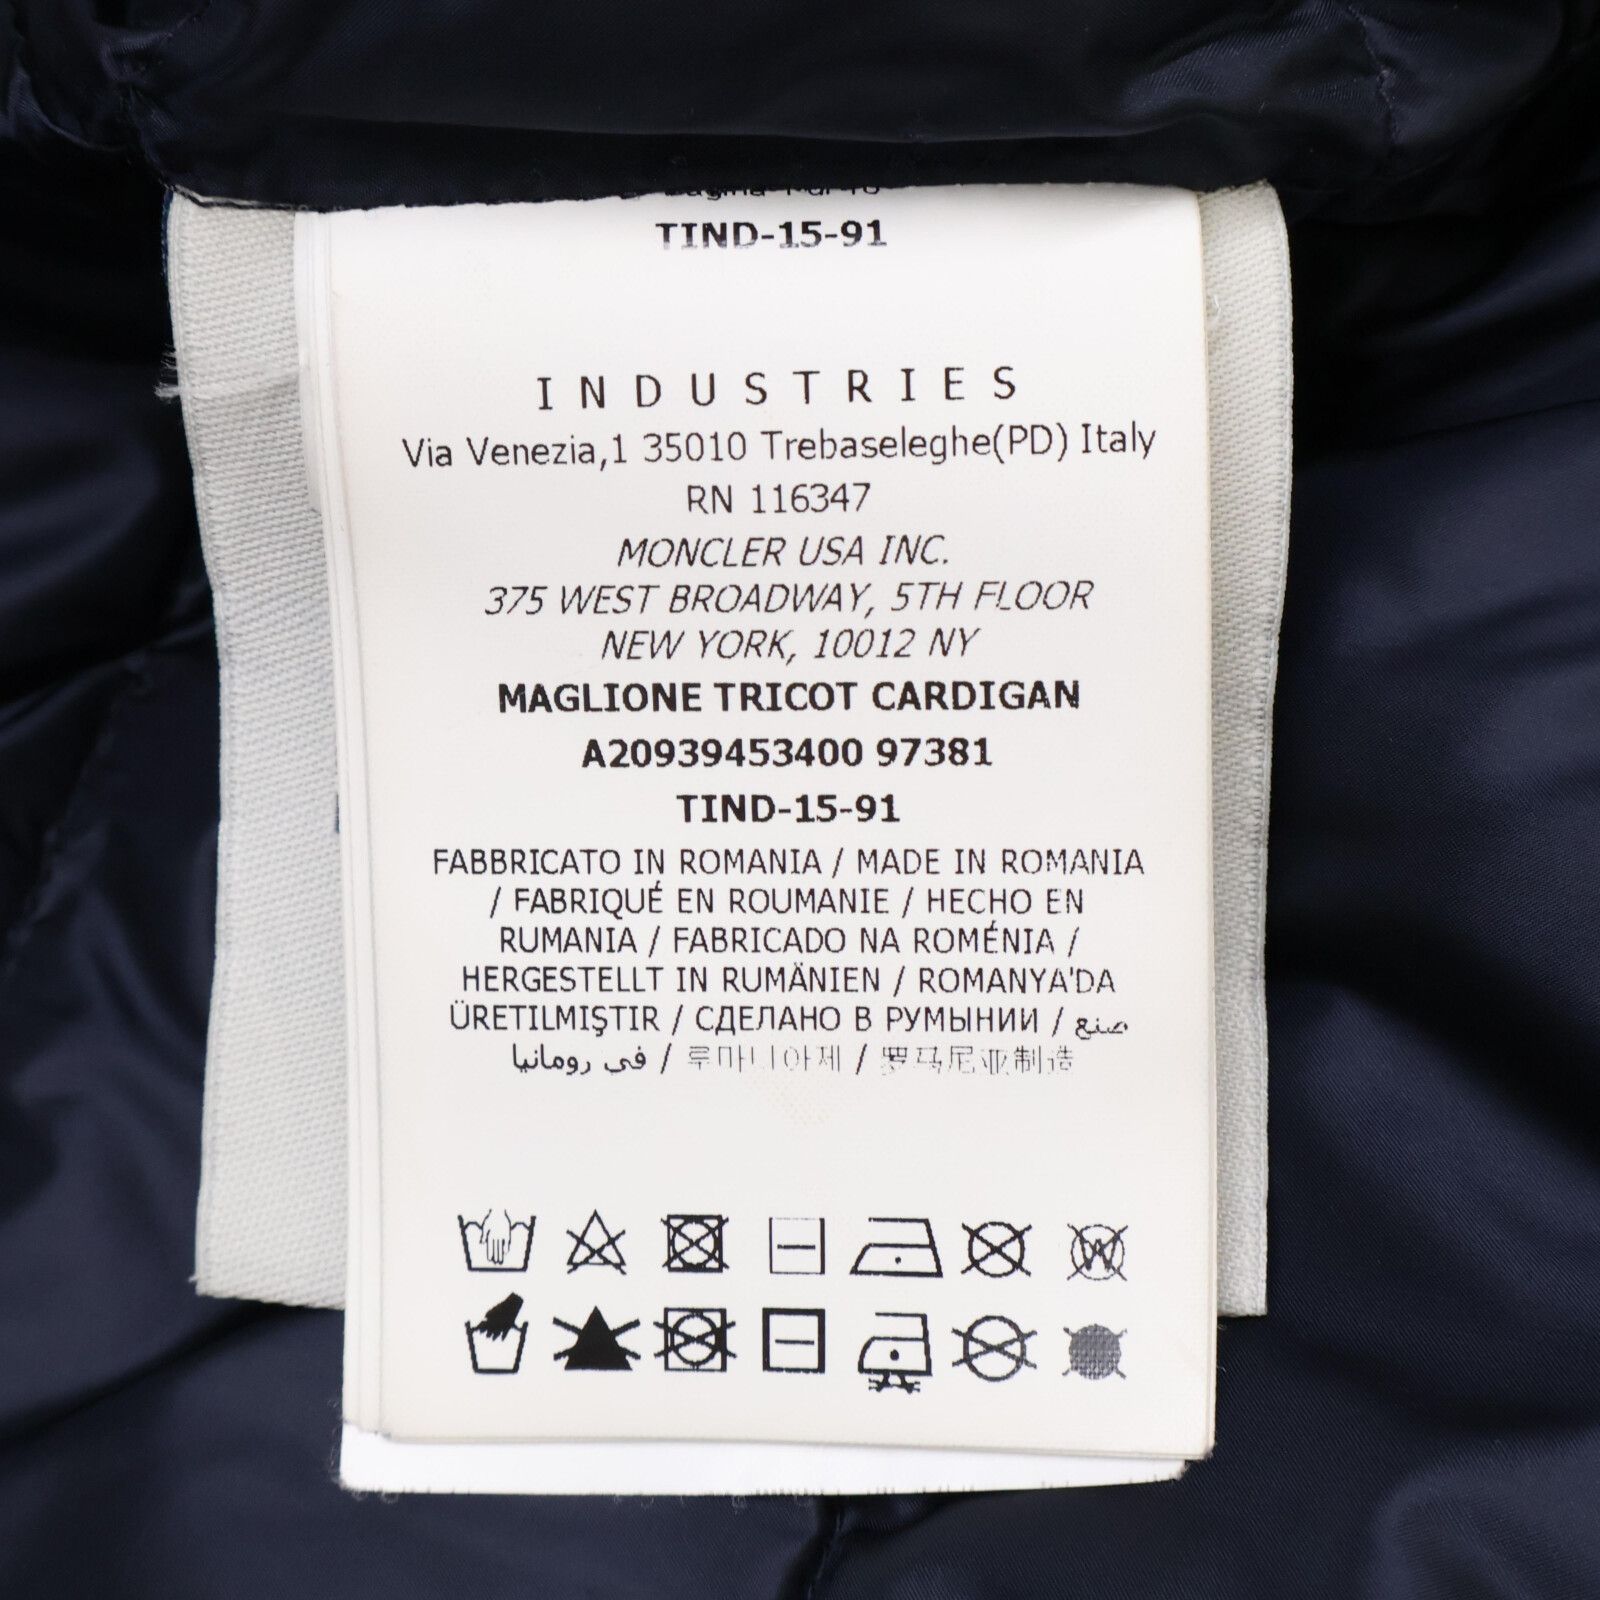 TIND-15-91
INDUSTRIES
Via Venezia,1 35010 Trebaseleghe(PD) Italy
RN 116347
MONCLER USA INC.
375 WEST BROADWAY, 5TH FLOOR
NEW YORK, 10012 NY
MAGLIONE TRICOT CARDIGAN
A20939453400 97381
TIND-15-91
FABBRICATO IN ROMANIA / MADE IN ROMANIA
/ FABRIQUÉ EN ROUMANIE / HECHO EN
RUMANIA / FABRICADO NA ROMÉNIA /
HERGESTELLT IN RUMÄNIEN / ROMANYA'DA
ÜRETILMIŞTIR / СДЕЛАНО В РУМЫНИИ / صنع
في رومانيا / 루마니아제 / 罗马尼亚制造
W